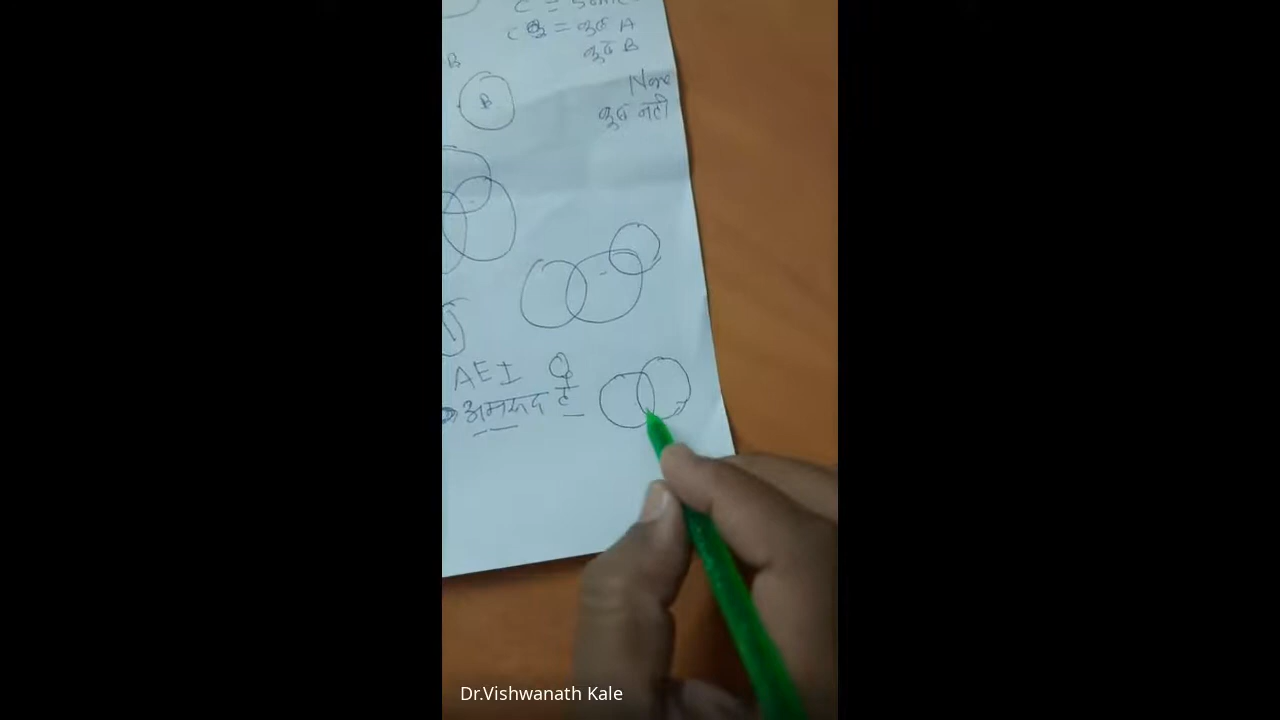 = कुछ A
कुछ B
B
B
None
कुछ नही
AEI
अमरूद है
Dr.Vishwanath Kale